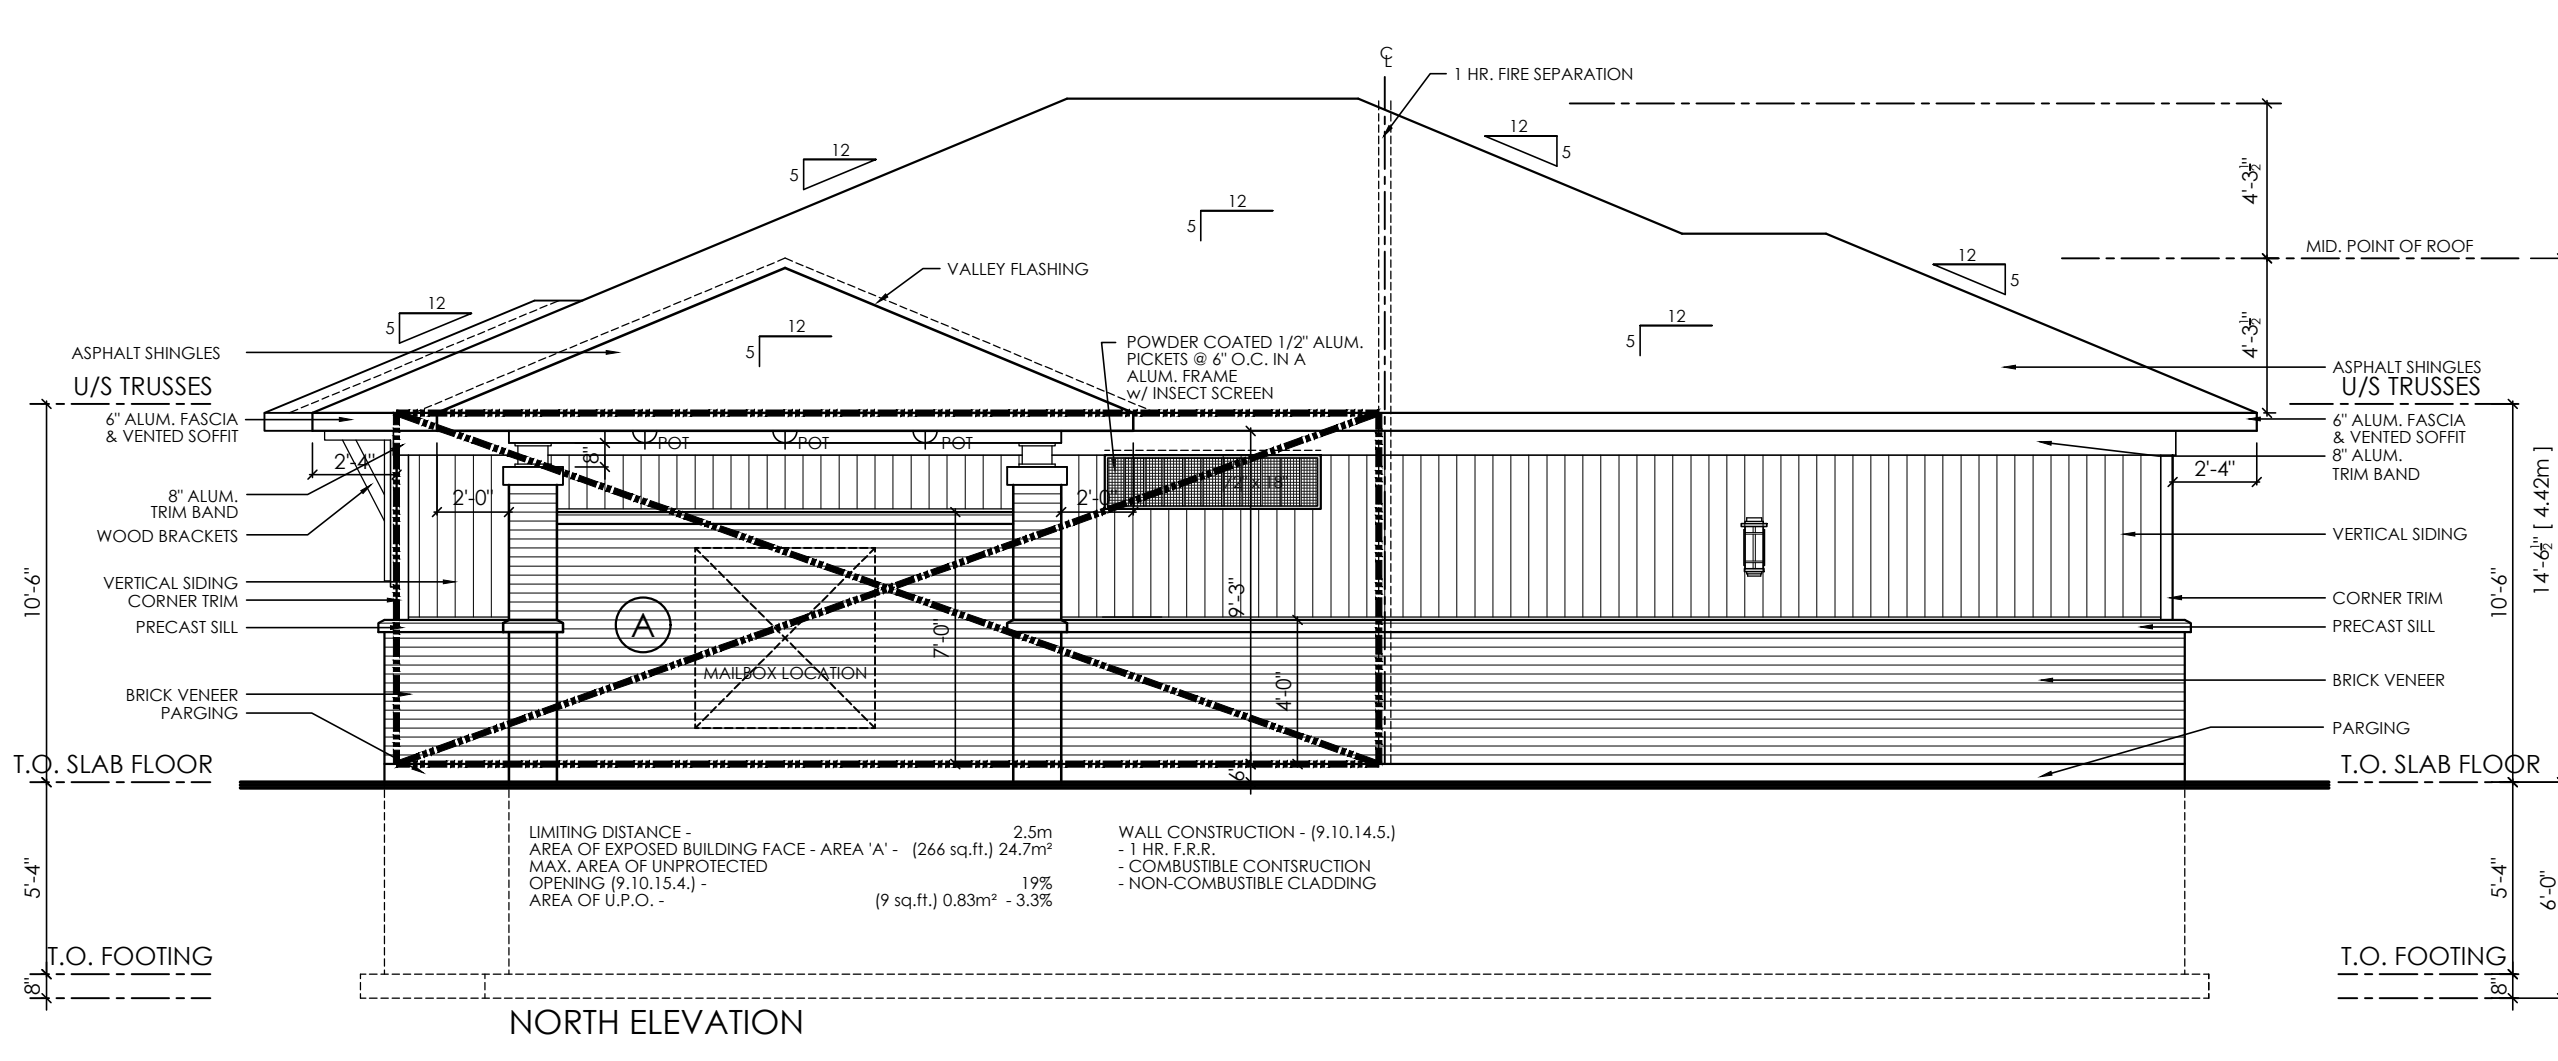 ℄
1 HR. FIRE SEPARATION
12
5
12
5
12
5
MID. POINT OF ROOF
4'-3½"
4'-3½"
12
5
VALLEY FLASHING
12
5
12
5
12
5
ASPHALT SHINGLES
U/S TRUSSES
6" ALUM. FASCIA
& VENTED SOFFIT
2'-4"
8" ALUM.
TRIM BAND
WOOD BRACKETS
VERTICAL SIDING
CORNER TRIM
PRECAST SILL
BRICK VENEER
PARGING
T.O. SLAB FLOOR
T.O. FOOTING
10'-6"
5'-4"
8"
POWDER COATED 1/2" ALUM.
PICKETS @ 6" O.C. IN A
ALUM. FRAME
w/ INSECT SCREEN
POT
POT
POT
8"
2'-0"
2'-0"
A
MAILBOX LOCATION
7'-0"
9'-3"
4'-0"
6"
ASPHALT SHINGLES
U/S TRUSSES
6" ALUM. FASCIA
& VENTED SOFFIT
8" ALUM.
TRIM BAND
2'-4"
VERTICAL SIDING
CORNER TRIM
PRECAST SILL
BRICK VENEER
PARGING
T.O. SLAB FLOOR
T.O. FOOTING
10'-6"
14'-6½" [ 4.42m ]
5'-4"
6'-0"
8"
LIMITING DISTANCE - 2.5m
AREA OF EXPOSED BUILDING FACE - AREA 'A' - (266 sq.ft.) 24.7m²
MAX. AREA OF UNPROTECTED
OPENING (9.10.15.4.) - 19%
AREA OF U.P.O. - (9 sq.ft.) 0.83m² - 3.3%
WALL CONSTRUCTION - (9.10.14.5.)
- 1 HR. F.R.R.
- COMBUSTIBLE CONTSRUCTION
- NON-COMBUSTIBLE CLADDING
NORTH ELEVATION